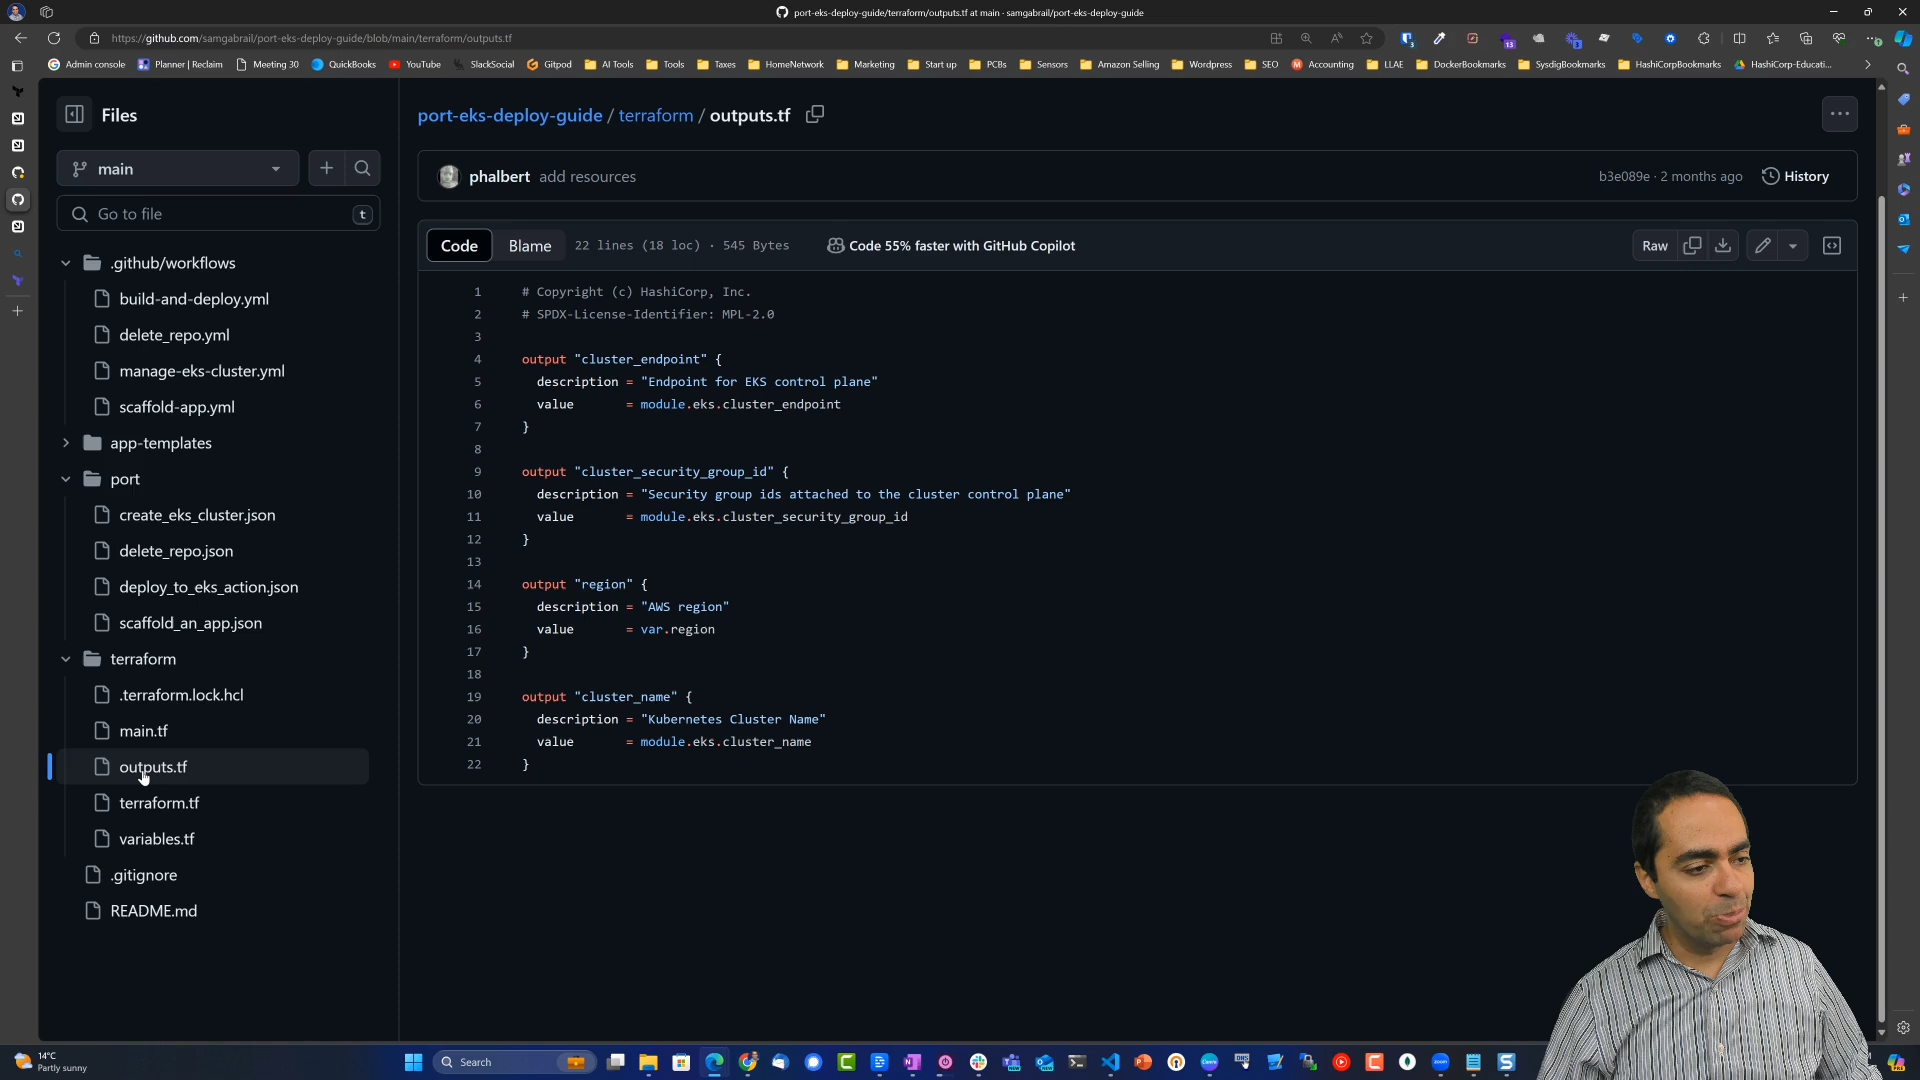 port-eks-deploy-guide/terraform/outputs.tf at main · samgabrail/port-eks-deploy-guide
https://github.com/samgabrail/port-eks-deploy-guide/blob/main/terraform/outputs.tf
Admin console Planner | Reclaim Meeting 30 QuickBooks YouTube SlackSocial Gitpod AI Tools Tools Taxes HomeNetwork Marketing Start up PCBs Sensors Amazon Selling Wordpress SEO Accounting LLAE DockerBookmarks SysdigBookmarks HashiCorpBookmarks HashiCorp-Educati...
Files
main
Go to file t
.github/workflows
build-and-deploy.yml
delete_repo.yml
manage-eks-cluster.yml
scaffold-app.yml
app-templates
port
create_eks_cluster.json
delete_repo.json
deploy_to_eks_action.json
scaffold_an_app.json
terraform
.terraform.lock.hcl
main.tf
outputs.tf
terraform.tf
variables.tf
.gitignore
README.md
port-eks-deploy-guide / terraform / outputs.tf
phalbert add resources b3e089e · 2 months ago History
Code Blame 22 lines (18 loc) · 545 Bytes Code 55% faster with GitHub Copilot Raw
1 # Copyright (c) HashiCorp, Inc.
2 # SPDX-License-Identifier: MPL-2.0
3
4 output "cluster_endpoint" {
5 description = "Endpoint for EKS control plane"
6 value = module.eks.cluster_endpoint
7 }
8
9 output "cluster_security_group_id" {
10 description = "Security group ids attached to the cluster control plane"
11 value = module.eks.cluster_security_group_id
12 }
13
14 output "region" {
15 description = "AWS region"
16 value = var.region
17 }
18
19 output "cluster_name" {
20 description = "Kubernetes Cluster Name"
21 value = module.eks.cluster_name
22 }
14°C
Partly sunny
Search